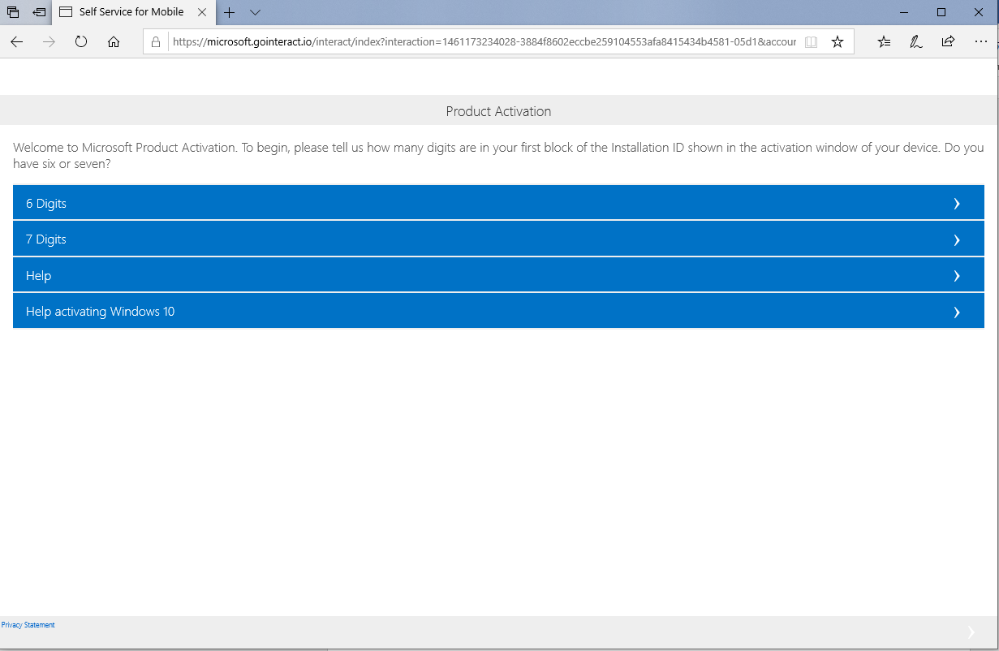 Self Service for Mobile
https://microsoft.gointeract.io/interact/index?interaction=1461173234028-3884f8602eccbe259104553afa8415434b4581-05d18&accour
Product Activation
Welcome to Microsoft Product Activation. To begin, please tell us how many digits are in your first block of the Installation ID shown in the activation window of your device. Do you
have six or seven?
6 Digits
7 Digits
Help
Help activating Windows 10
Privacy Statement